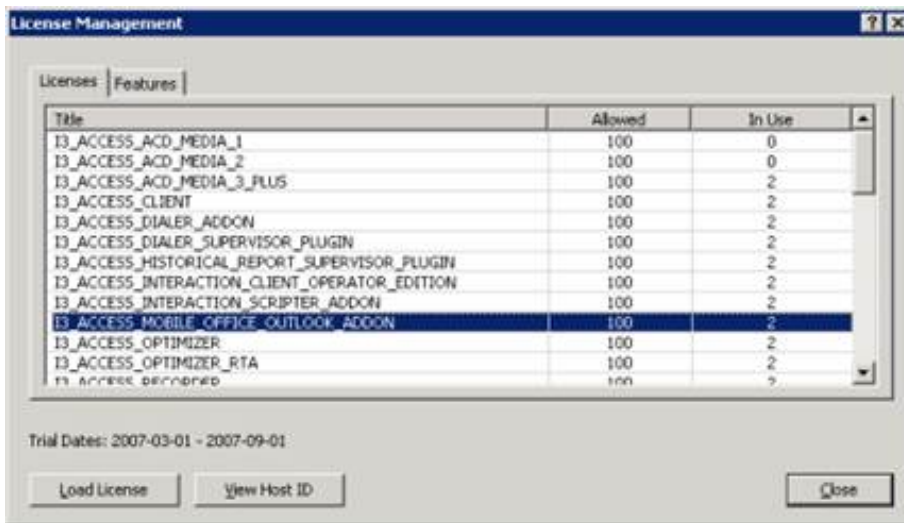 License Management
Licenses Features
Title Allowed In Use
I3_ACCESS_ACD_MEDIA_1 100 0
I3_ACCESS_ACD_MEDIA_2 100 0
I3_ACCESS_ACD_MEDIA_3_PLUS 100 2
I3_ACCESS_CLIENT 100 2
I3_ACCESS_DIALER_ADDON 100 2
I3_ACCESS_DIALER_SUPERVISOR_PLUGIN 100 2
I3_ACCESS_HISTORICAL_REPORT_SUPERVISOR_PLUGIN 100 2
I3_ACCESS_INTERACTION_CLIENT_OPERATOR_EDITION 100 2
I3_ACCESS_INTERACTION_SCRIPTER_ADDON 100 2
I3_ACCESS_MOBILE_OFFICE_OUTLOOK_ADDON 100 2
I3_ACCESS_OPTIMIZER 100 2
I3_ACCESS_OPTIMIZER_RTA 100 2
I3_ACCESS_RECORDER 100 2
Trial Dates: 2007-03-01 - 2007-09-01
Load License View Host ID Close